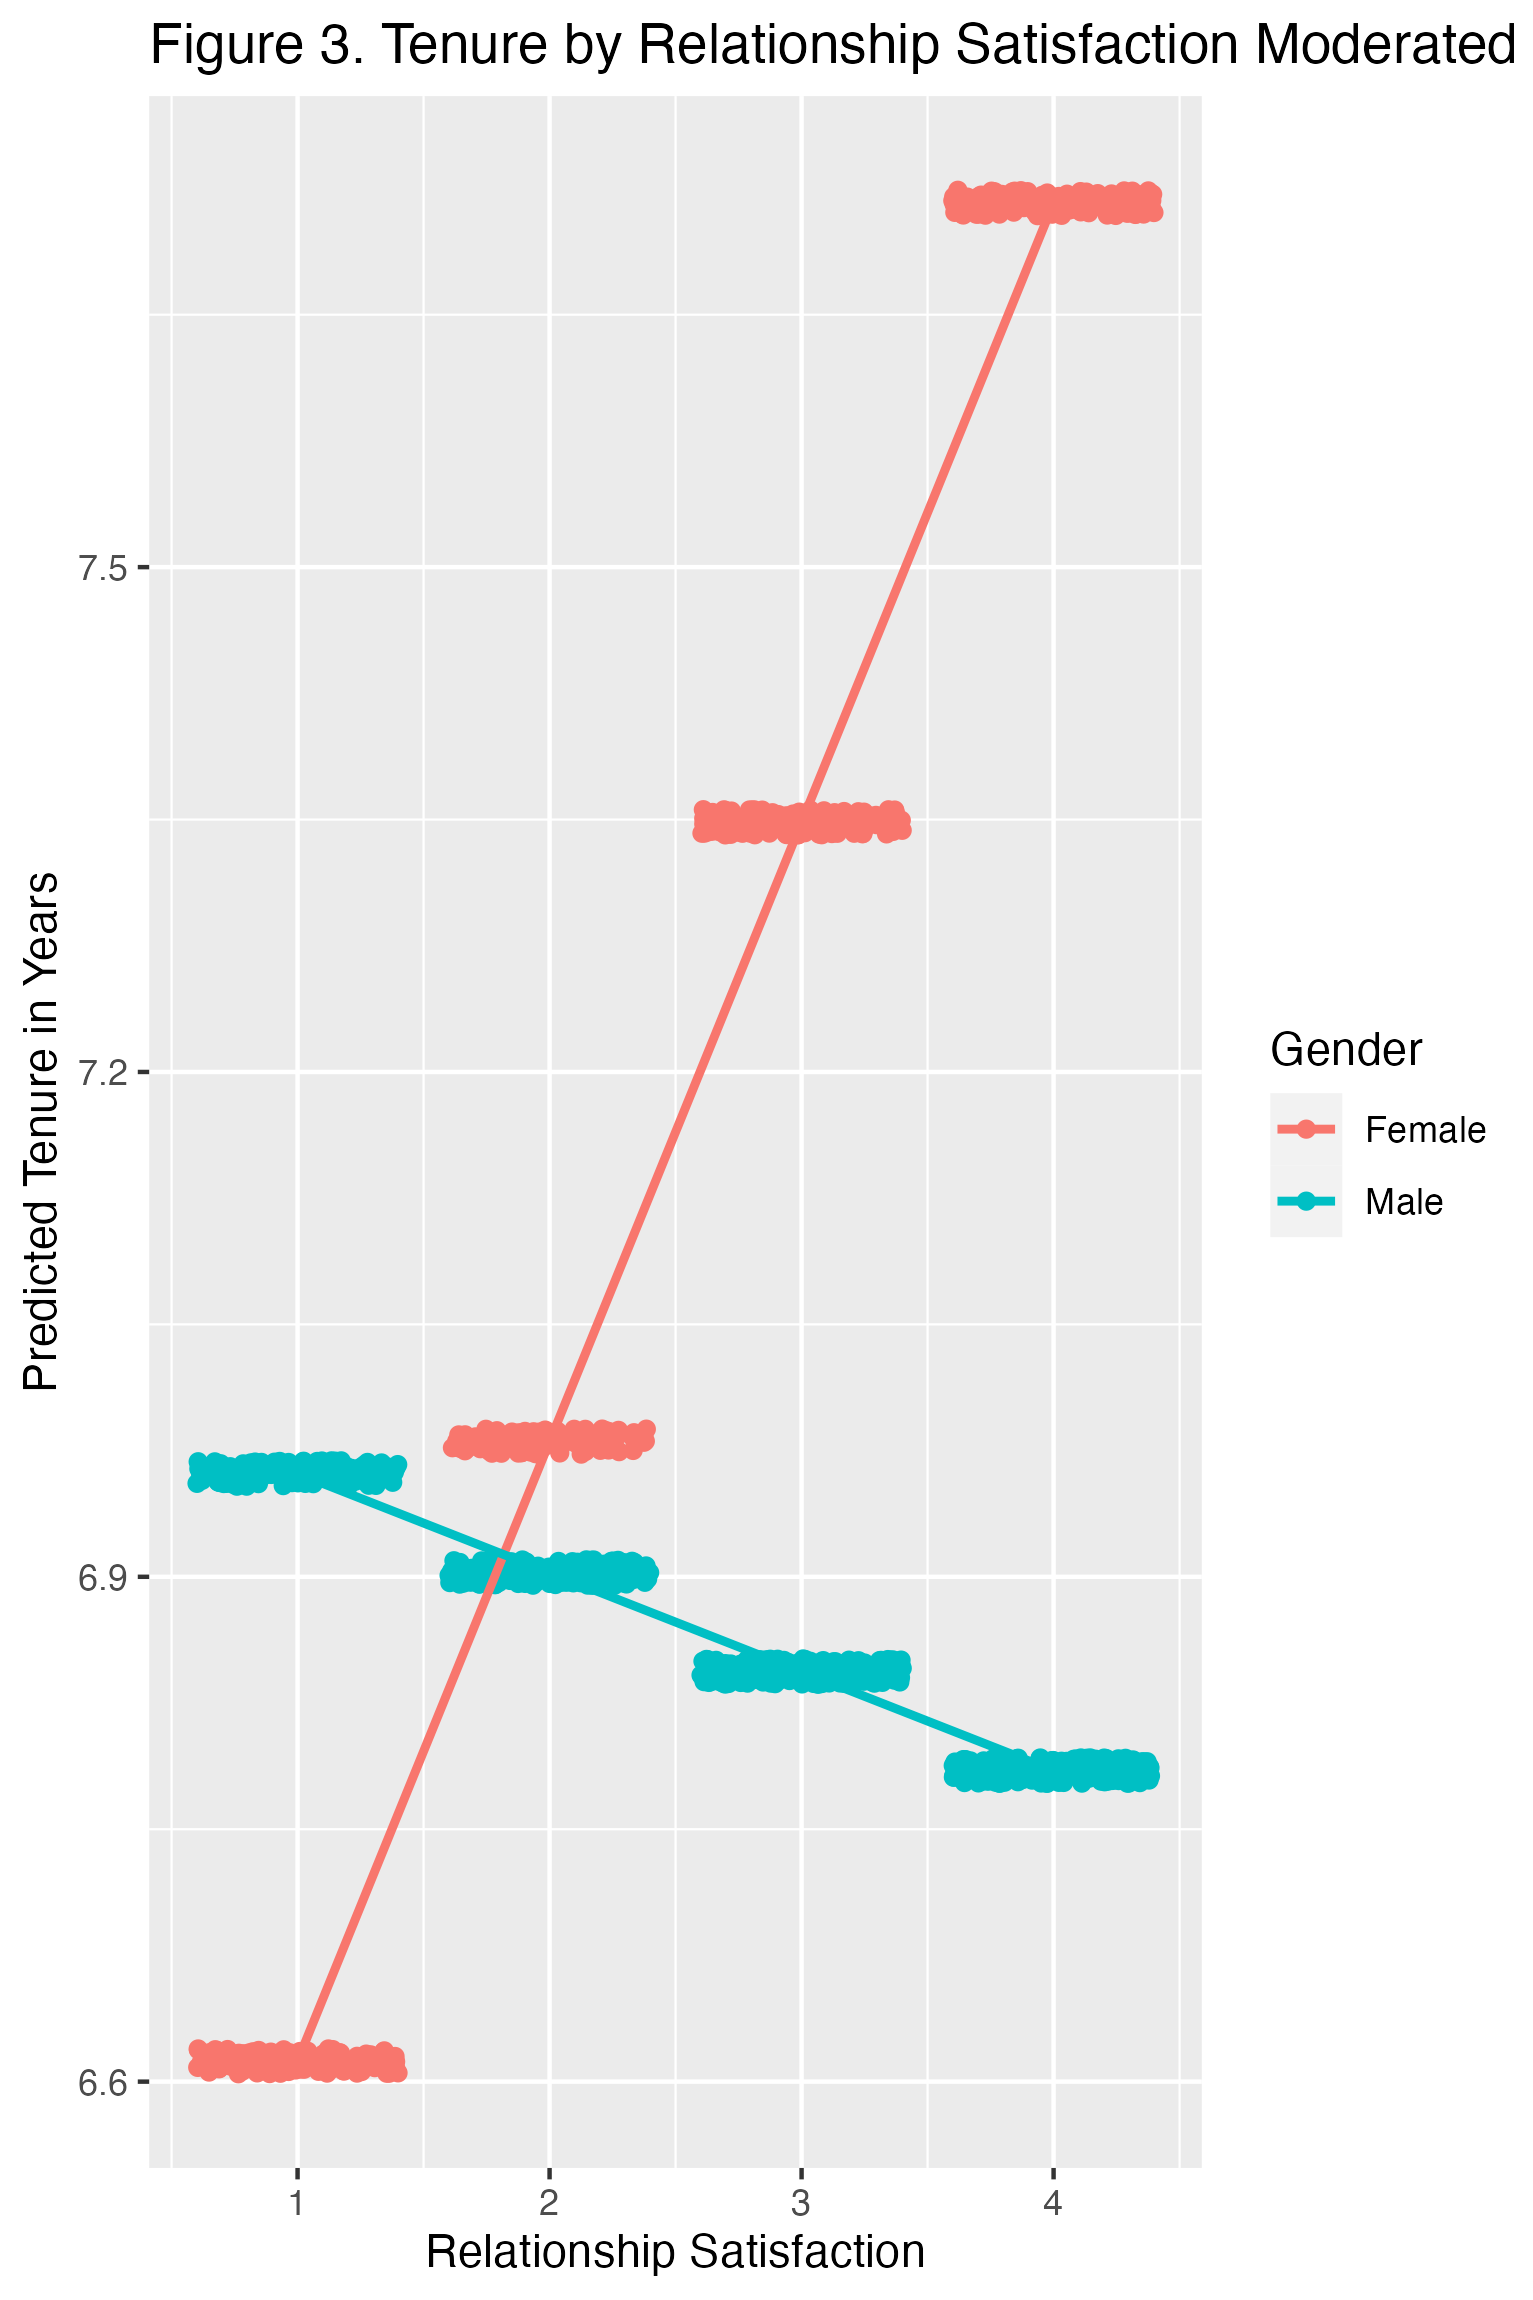 Figure 3. Tenure by Relationship Satisfaction Moderated
Predicted Tenure in Years
7.5
7.2
6.9
6.6
1 2 3 4
Relationship Satisfaction
Gender
Female
Male